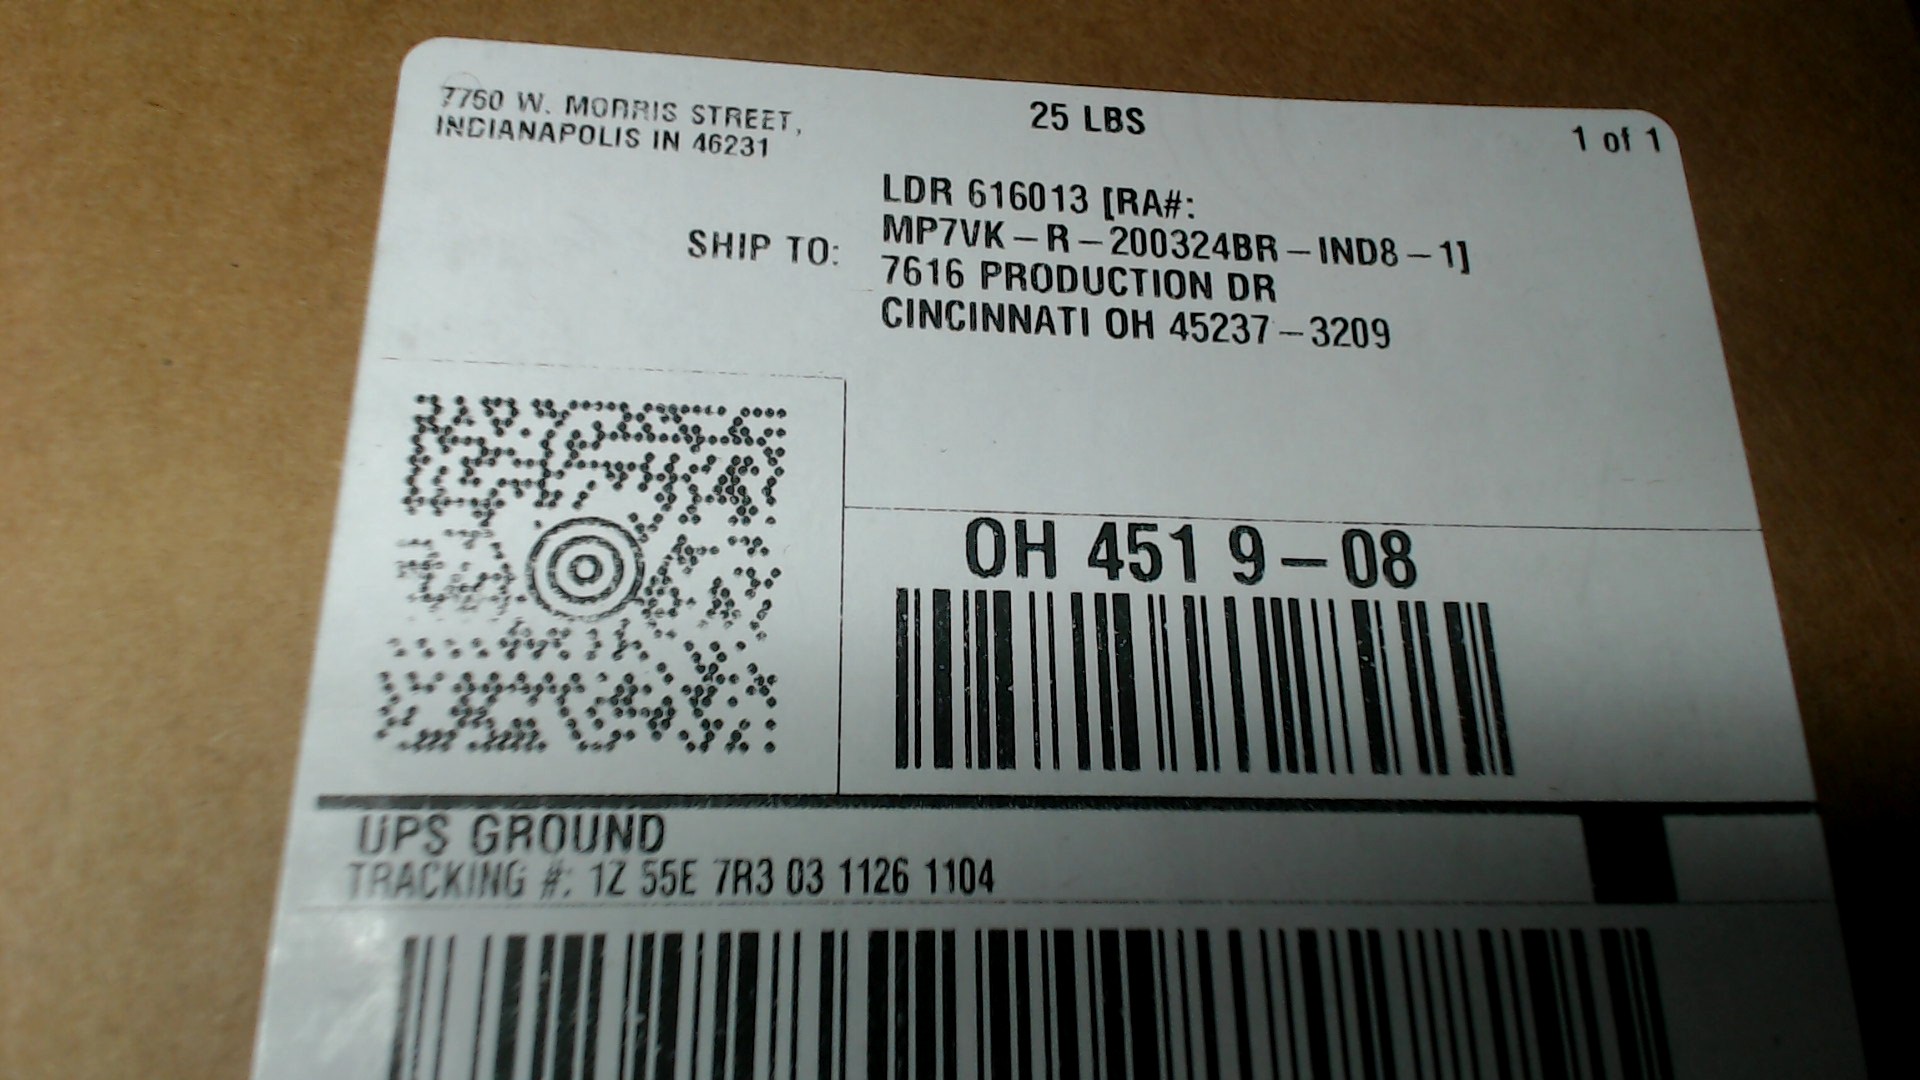 7750 W. MORRIS STREET,
INDIANAPOLIS IN 46231
25 LBS
1 of 1
SHIP TO:
LDR 616013 [RA#:
MP7VK-R-200324BR-IND8-1]
7616 PRODUCTION DR
CINCINNATI OH 45237-3209
OH 451 9-08
UPS GROUND
TRACKING #: 1Z 55E 7R3 03 1126 1104